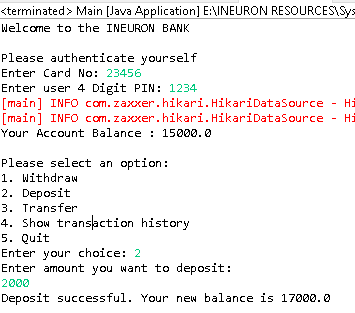 <terminated> Main [Java Application] E:\INEURON RESOURCES\Sys
Welcome to the INEURON BANK
Please authenticate yourself
Enter Card No: 23456
Enter user 4 Digit PIN: 1234
[main] INFO com.zaxxer.hikari.HikariDataSource - Hi
[main] INFO com.zaxxer.hikari.HikariDataSource - Hi
Your Account Balance : 15000.0
Please select an option:
1. Withdraw
2. Deposit
3. Transfer
4. Show transaction history
5. Quit
Enter your choice: 2
Enter amount you want to deposit:
2000
Deposit successful. Your new balance is 17000.0